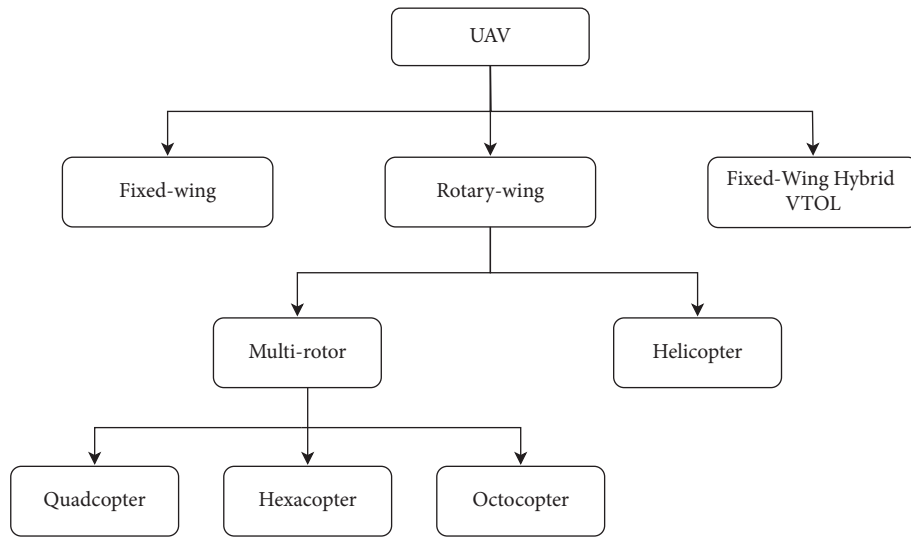 UAV
Fixed-wing
Rotary-wing
Fixed-Wing Hybrid
VTOL
Multi-rotor
Helicopter
Quadcopter
Hexacopter
Octocopter